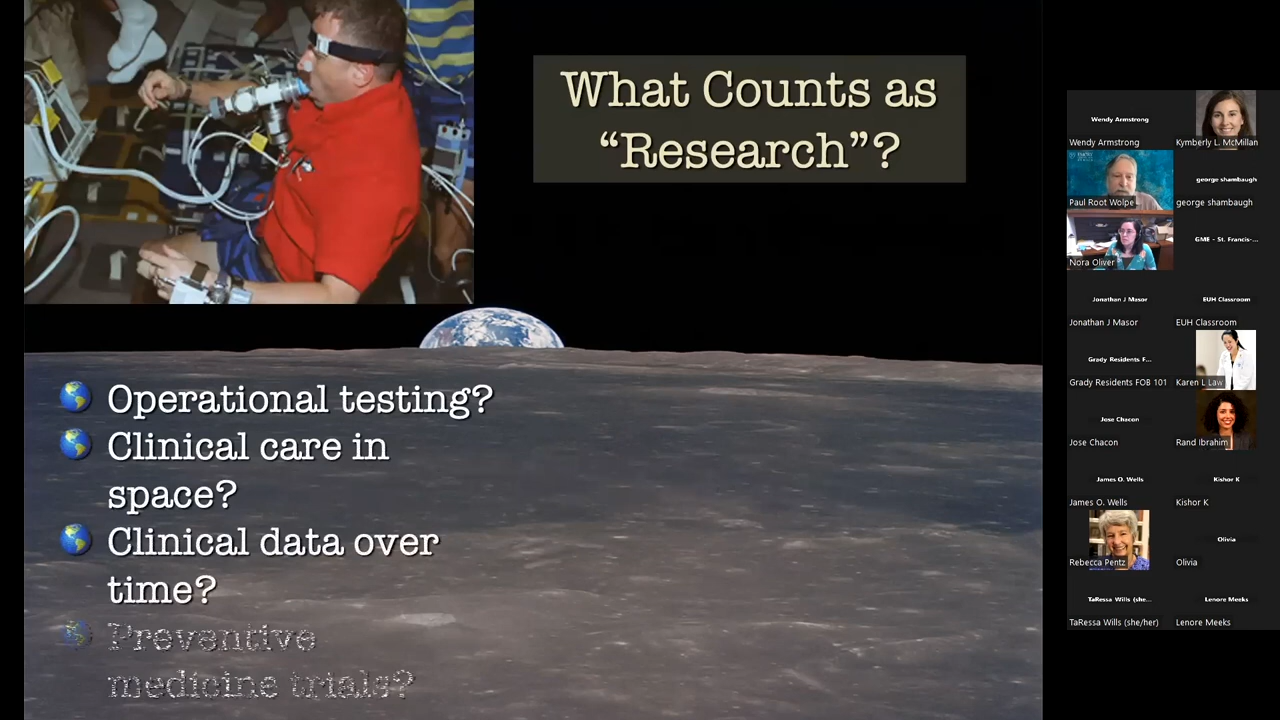 What Counts as
“Research”?
Operational testing?
Clinical care in
space?
Clinical data over
time?
Preventive
medicine trials?
Wendy Armstrong
Wendy Armstrong
Kymberly L. McMillan
Paul Root Wolpe
george shambaugh
george shambaugh
Nora Oliver
GME - St. Francis-...
Jonathan J Masor
Jonathan J Masor
EUH Classroom
EUH Classroom
Grady Residents F...
Grady Residents FOB 101
Karen L Law
Jose Chacon
Jose Chacon
Rand Ibrahim
James O. Wells
James O. Wells
Kishor K
Kishor K
Rebecca Pentz
Olivia
Olivia
TaRessa Wills (she...
TaRessa Wills (she/her)
Lenore Meeks
Lenore Meeks